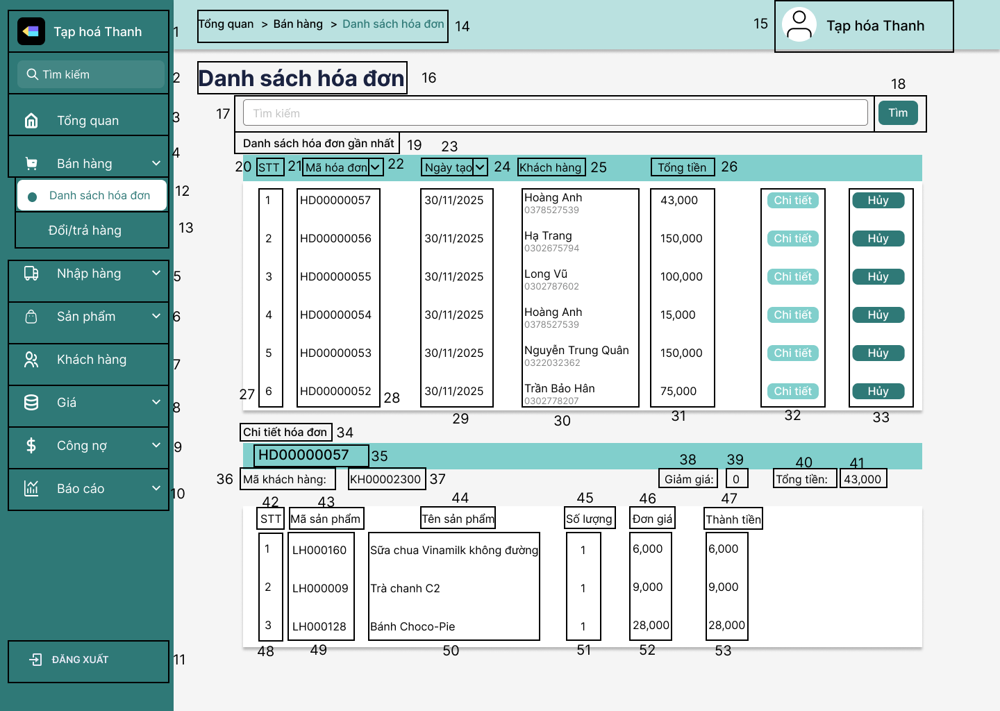 Tạp hoá Thanh
1
Tìm kiếm
2
Tổng quan
3
Bán hàng
4
Danh sách hóa đơn
12
Đổi/trả hàng
13
Nhập hàng
5
Sản phẩm
6
Khách hàng
7
Giá
8
Công nợ
9
Báo cáo
10
ĐĂNG XUẤT
11
Tổng quan > Bán hàng > Danh sách hóa đơn
14
15
Tạp hóa Thanh
Danh sách hóa đơn
16
17
Tìm kiếm
Tìm
18
Danh sách hóa đơn gần nhất
19
23
20 STT 21 Mã hóa đơn 22 Ngày tạo 24 Khách hàng 25 Tổng tiền 26
1 HD00000057 30/11/2025 Hoàng Anh 43,000 Chi tiết Hủy
0378527539
2 HD00000056 30/11/2025 Hạ Trang 150,000 Chi tiết Hủy
0302675794
3 HD00000055 30/11/2025 Long Vũ 100,000 Chi tiết Hủy
0302787602
4 HD00000054 30/11/2025 Hoàng Anh 15,000 Chi tiết Hủy
0378527539
5 HD00000053 30/11/2025 Nguyễn Trung Quân 150,000 Chi tiết Hủy
0322032362
6 HD00000052 30/11/2025 Trần Bảo Hân 75,000 Chi tiết Hủy
0302778207
27 28 29 30 31 32 33
Chi tiết hóa đơn 34
HD00000057 35
38 39 40 41
36 Mã khách hàng: KH00002300 37 Giảm giá: 0 Tổng tiền: 43,000
42 43 44 45 46 47
STT Mã sản phẩm Tên sản phẩm Số lượng Đơn giá Thành tiền
1 LH000160 Sữa chua Vinamilk không đường 1 6,000 6,000
2 LH000009 Trà chanh C2 1 9,000 9,000
3 LH000128 Bánh Choco-Pie 1 28,000 28,000
48 49 50 51 52 53